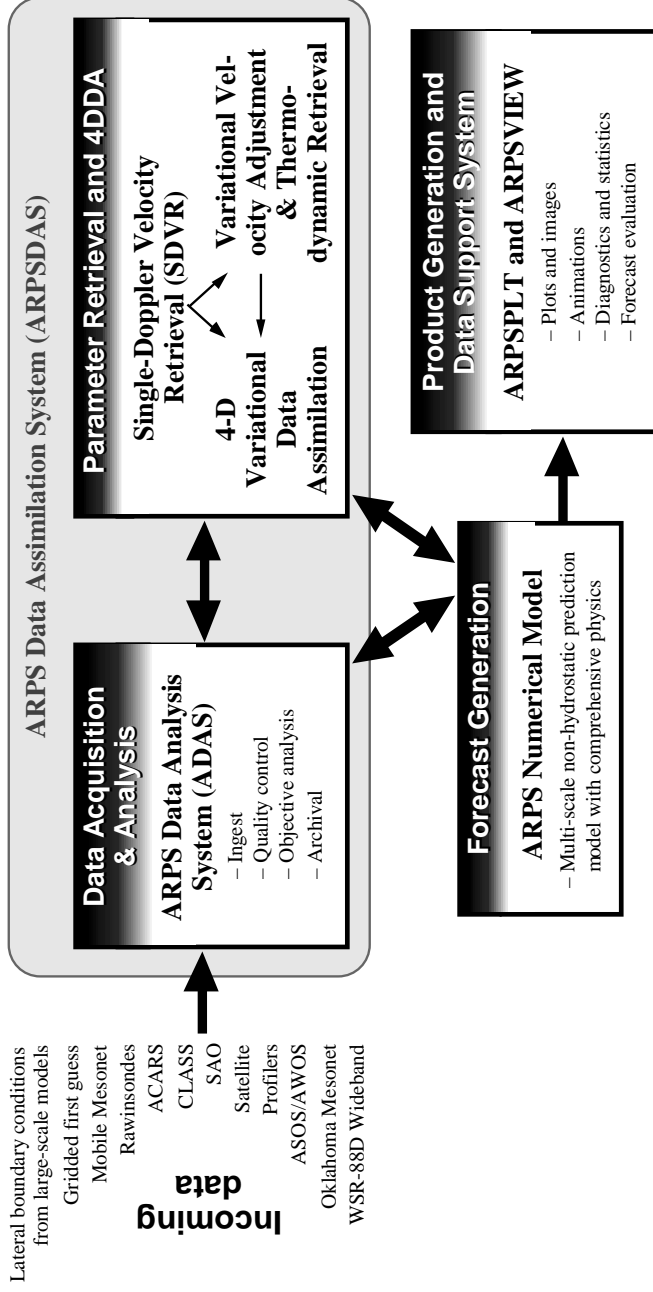 ARPS Data Assimilation System (ARPSDAS)
Incoming
data
Lateral boundary conditions
from large-scale models
Gridded first guess
Mobile Mesonet
Rawinsondes
ACARS
CLASS
SAO
Satellite
Profilers
ASOS/AWOS
Oklahoma Mesonet
WSR-88D Wideband
Data Acquisition
& Analysis
ARPS Data Analysis
System (ADAS)
– Ingest
– Quality control
– Objective analysis
– Archival
Parameter Retrieval and 4DDA
Single-Doppler Velocity
Retrieval (SDVR)
4-D
Variational
Data
Assimilation
Variational Vel-
ocity Adjustment
& Thermo-
dynamic Retrieval
Forecast Generation
ARPS Numerical Model
– Multi-scale non-hydrostatic prediction
model with comprehensive physics
Product Generation and
Data Support System
ARPSPLT and ARPSVIEW
– Plots and images
– Animations
– Diagnostics and statistics
– Forecast evaluation